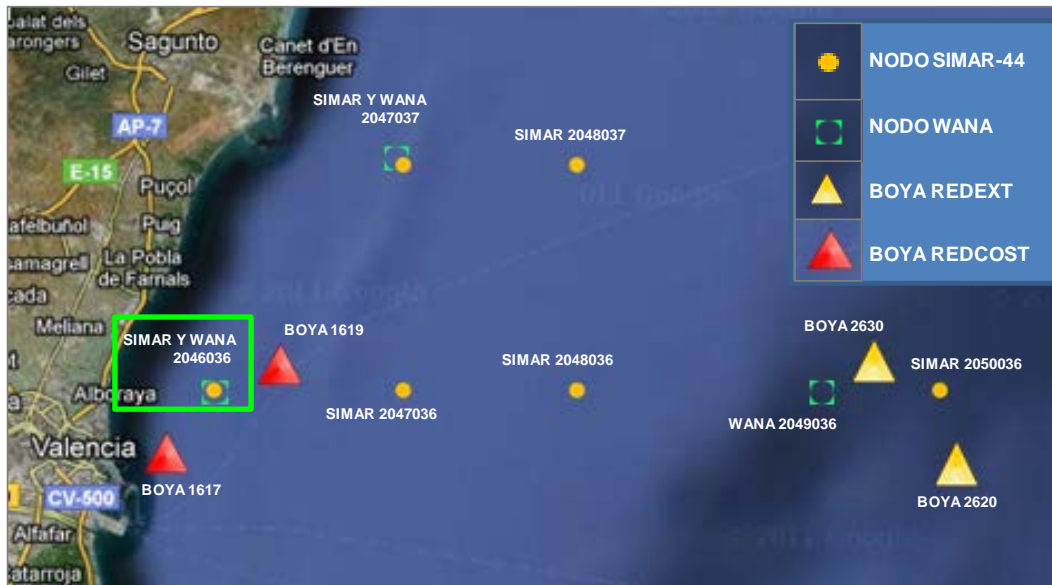 alat dels
arongers
Sagunto
Canet d'En
Berenguer
Gilet
SIMAR Y WANA
2047037
SIMAR 2048037
AP-7
E-15
Puçol
afelbuñol
Puig
amagrell
La Pobla
de Farnals
cada
Meliana
SIMAR Y WANA
2046036
BOYA 1619
BOYA 2630
SIMAR 2048036
SIMAR 2050036
Alboraya
SIMAR 2047036
WANA 2049036
Valencia
BOYA 1617
CV-500
BOYA 2620
Alfafar
atarroja
NODO SIMAR-44
NODO WANA
BOYA REDEXT
BOYA REDCOST